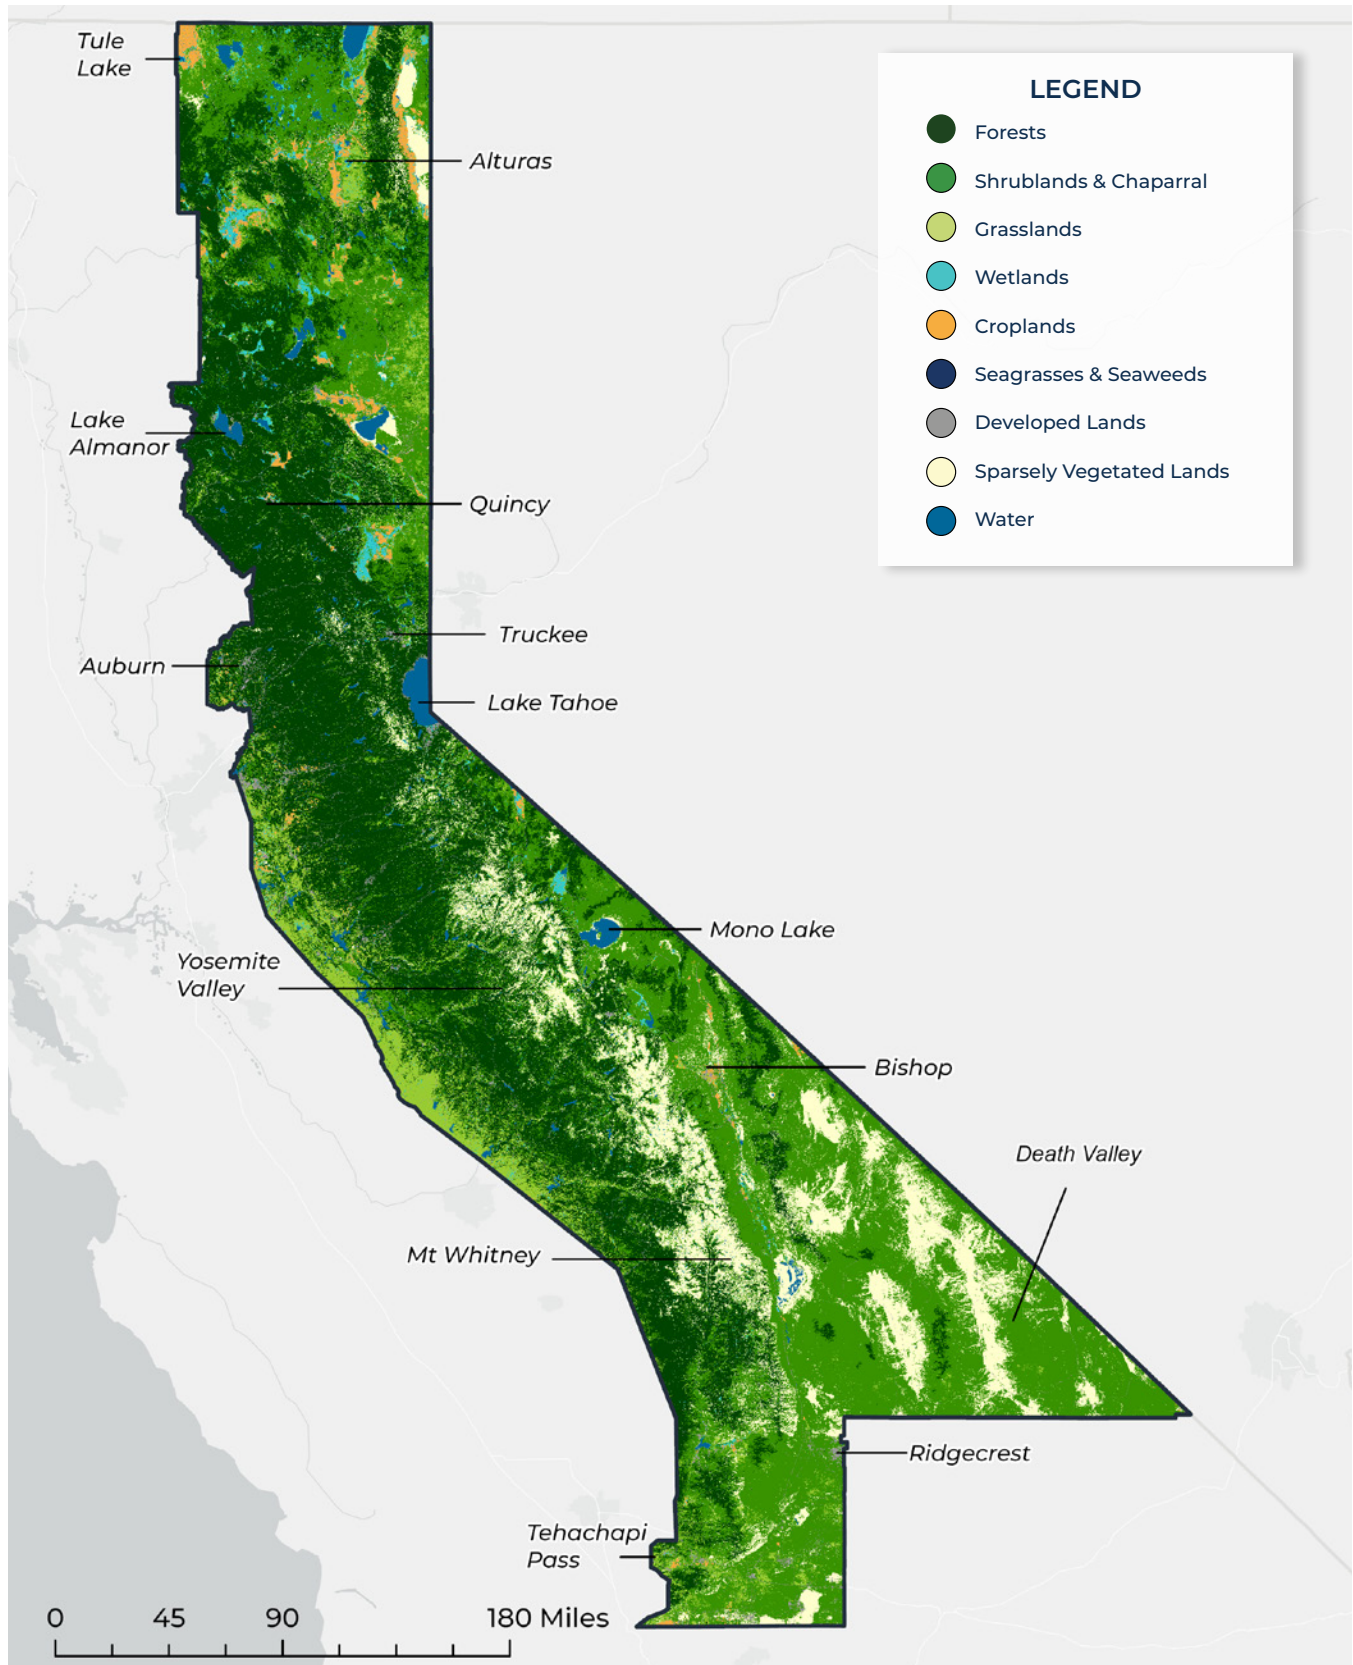 Tule
Lake
LEGEND
Forests
Shrublands & Chaparral
Grasslands
Wetlands
Croplands
Seagrasses & Seaweeds
Developed Lands
Sparsely Vegetated Lands
Water
Alturas
Lake
Almanor
Quincy
Truckee
Auburn
Lake Tahoe
Mono Lake
Yosemite
Valley
Bishop
Death Valley
Mt Whitney
Ridgecrest
Tehachapi
Pass
0 45 90 180 Miles